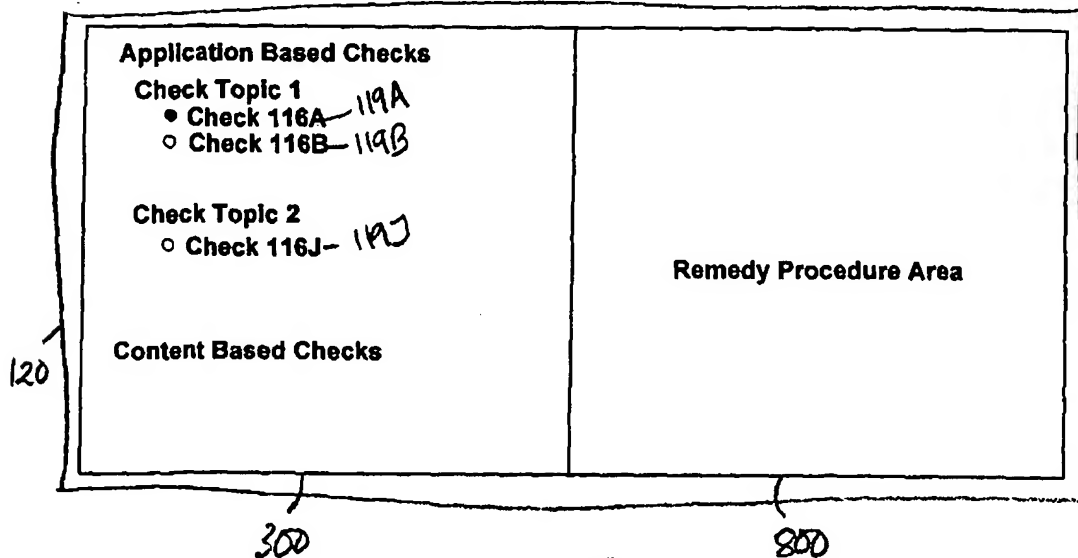 Application Based Checks
Check Topic 1
● Check 116A 119A
○ Check 116B 119B
Check Topic 2
○ Check 116J 119J
Remedy Procedure Area
Content Based Checks
120
300 800